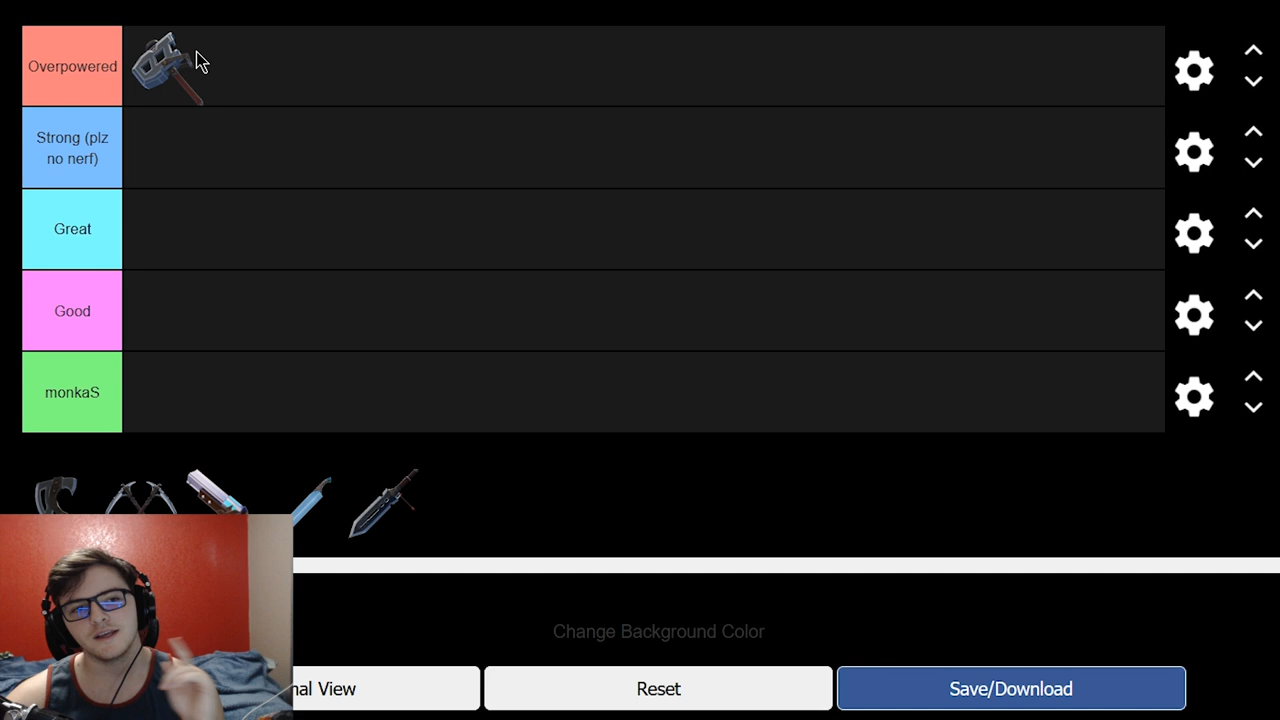 Overpowered
Strong (plz
no nerf)
Great
Good
monkaS
Change Background Color
nal View
Reset
Save/Download